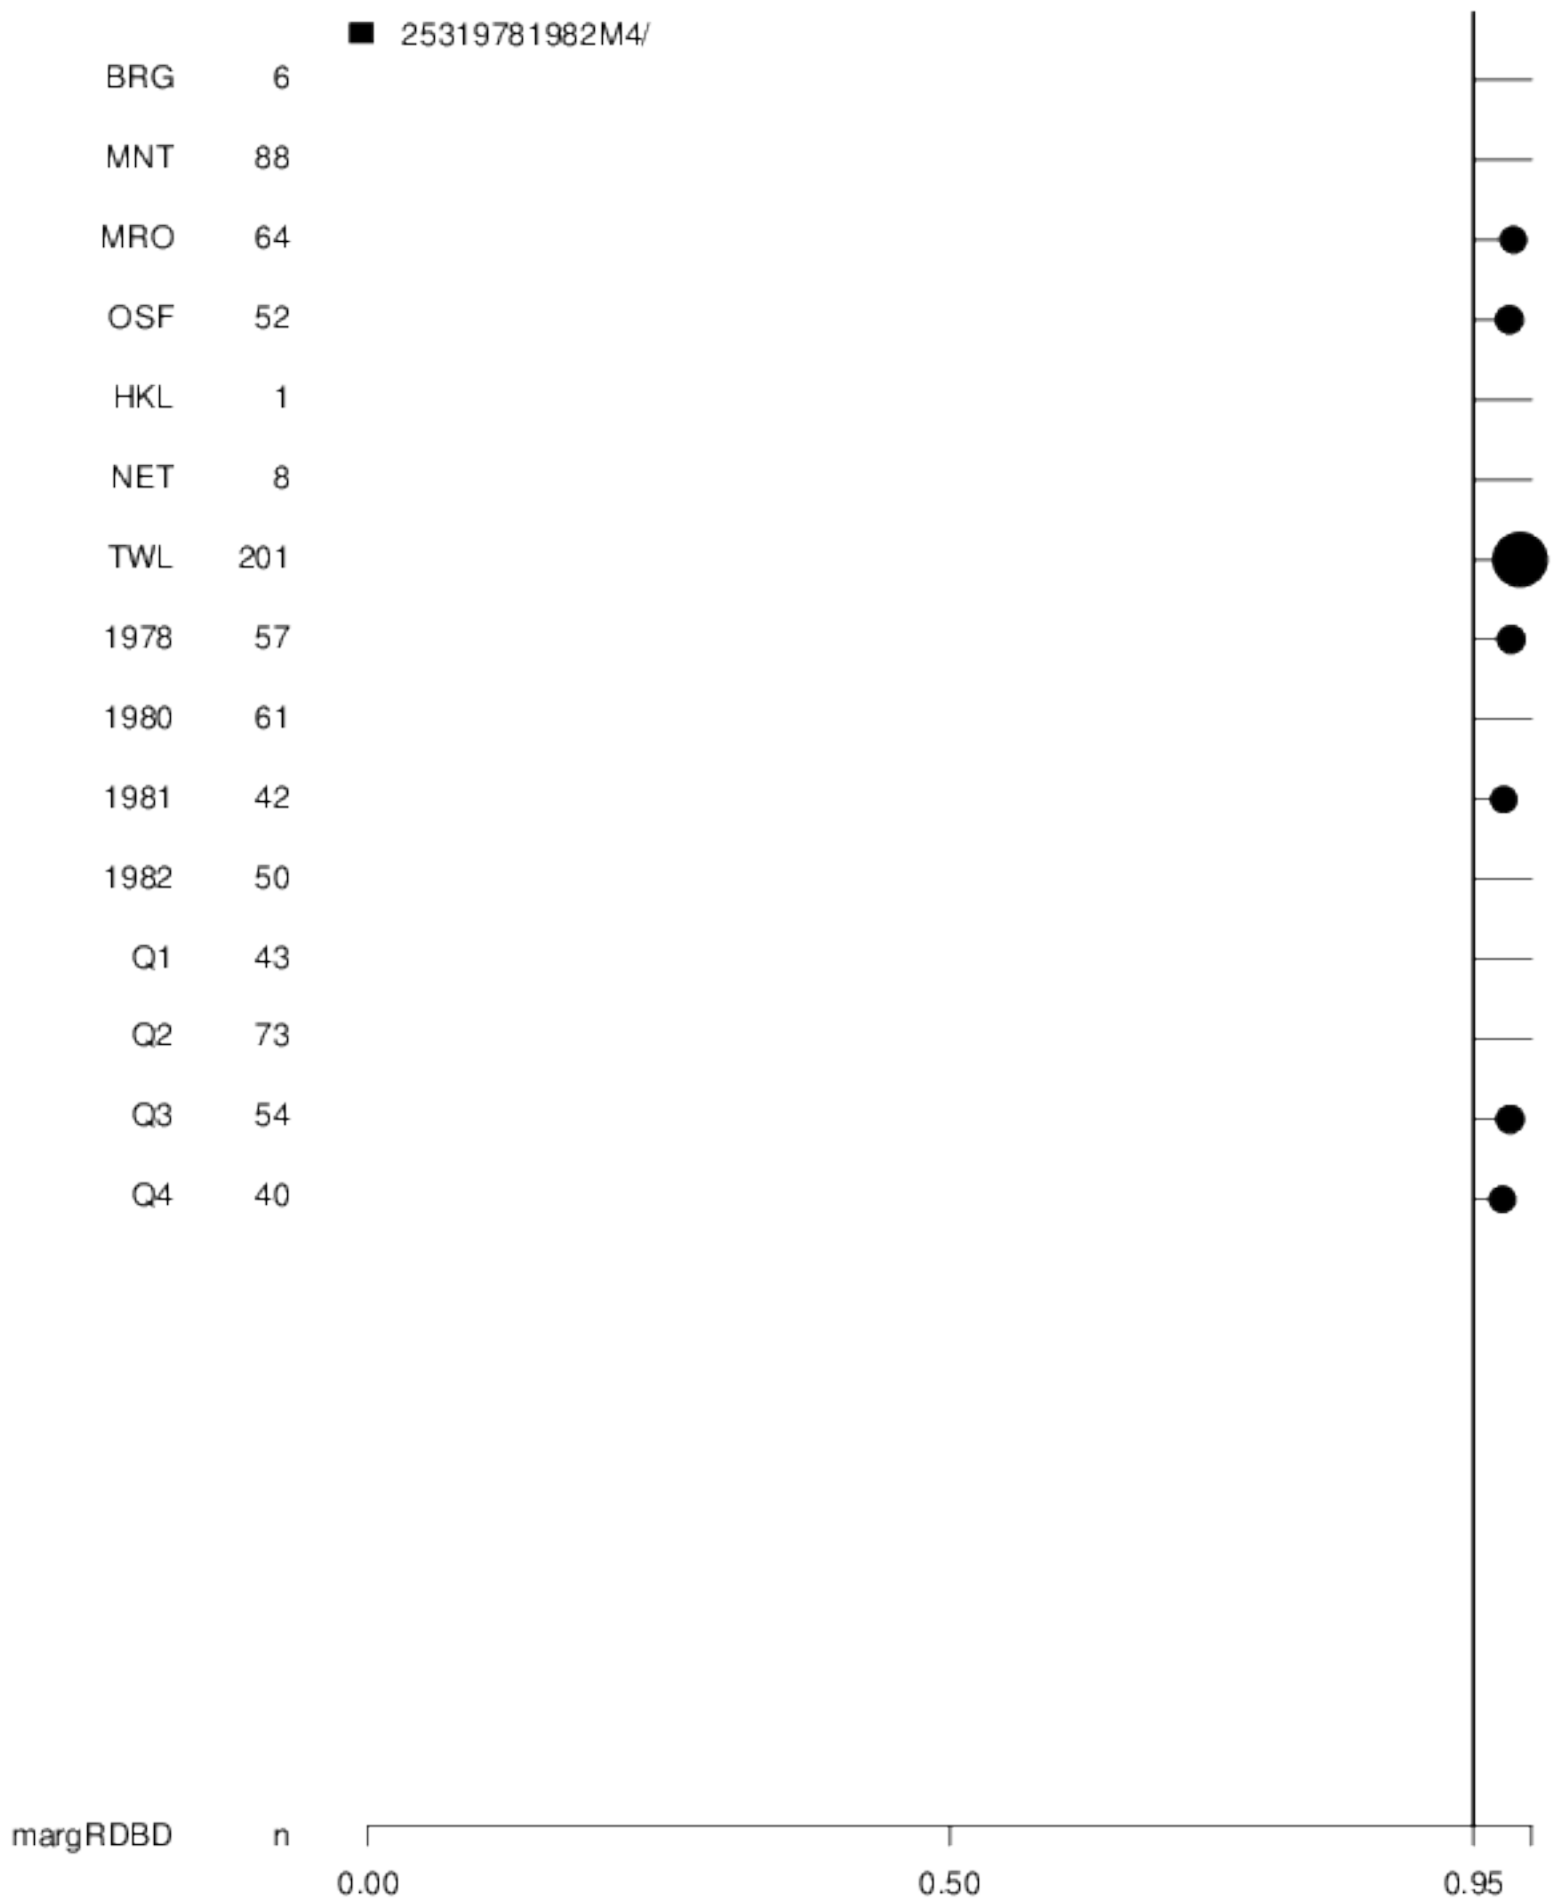 25319781982M4/
BRG 6
MNT 88
MRO 64
OSF 52
HKL 1
NET 8
TWL 201
1978 57
1980 61
1981 42
1982 50
Q1 43
Q2 73
Q3 54
Q4 40
margRDBD n
0.00 0.50 0.95